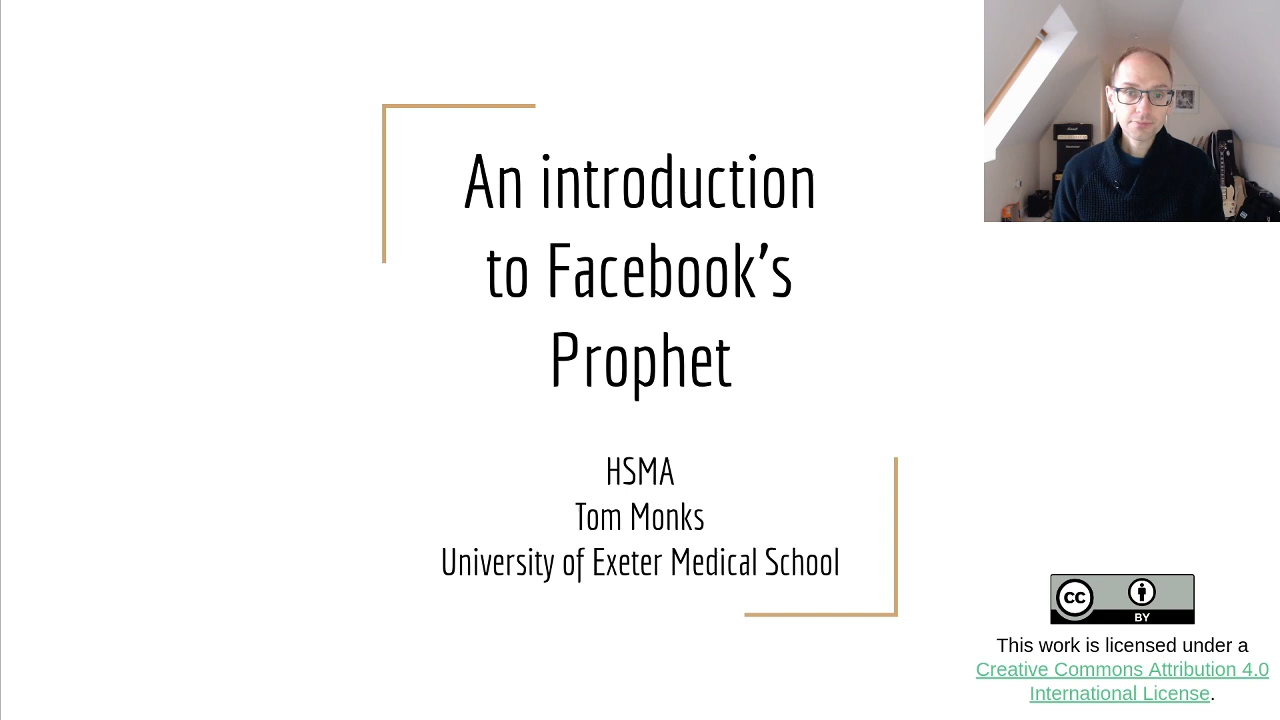 An introduction
to Facebook’s
Prophet
HSMA
Tom Monks
University of Exeter Medical School
cc
BY
This work is licensed under a
Creative Commons Attribution 4.0
International License.